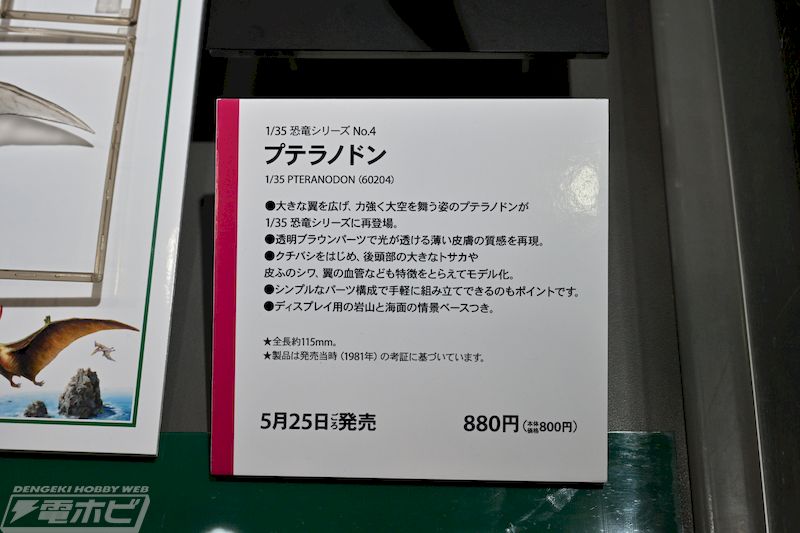 1/35 恐竜シリーズ No.4
プテラノドン
1/35 PTERANODON (60204)
●大きな翼を広げ、力強く大空を舞う姿のプテラノドンが
1/35 恐竜シリーズに再登場。
●透明ブラウンパーツで光が透ける薄い皮膚の質感を再現。
●クチバシをはじめ、後頭部の大きなトサカや
皮ふのシワ、翼の血管なども特徴をとらえてモデル化。
●シンプルなパーツ構成で手軽に組み立てできるのもポイントです。
●ディスプレイ用の岩山と海面の情景ベースつき。
★全長約115mm。
★製品は発売当時（1981年）の考証に基づいています。
5月25日ごろ発売 880円（本体価格800円）
DENGEKI HOBBY WEB
電ホビ